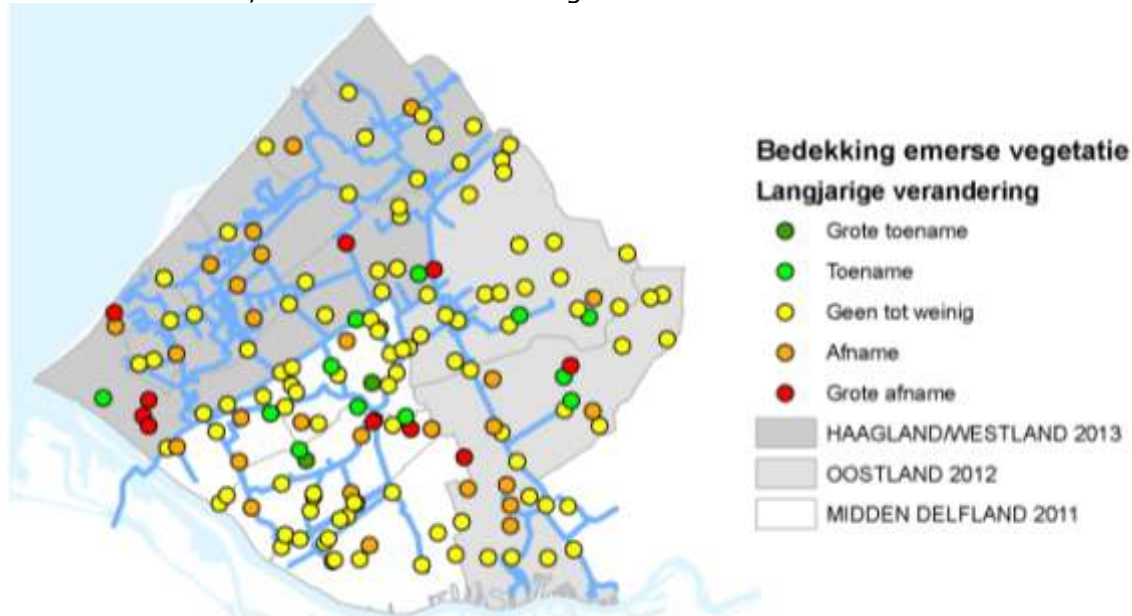 Bedekking emerse vegetatie
Langjarige verandering
Grote toename
Toename
Geen tot weinig
Afname
Grote afname
HAAGLAND/WESTLAND 2013
OOSTLAND 2012
MIDDEN DELFLAND 2011